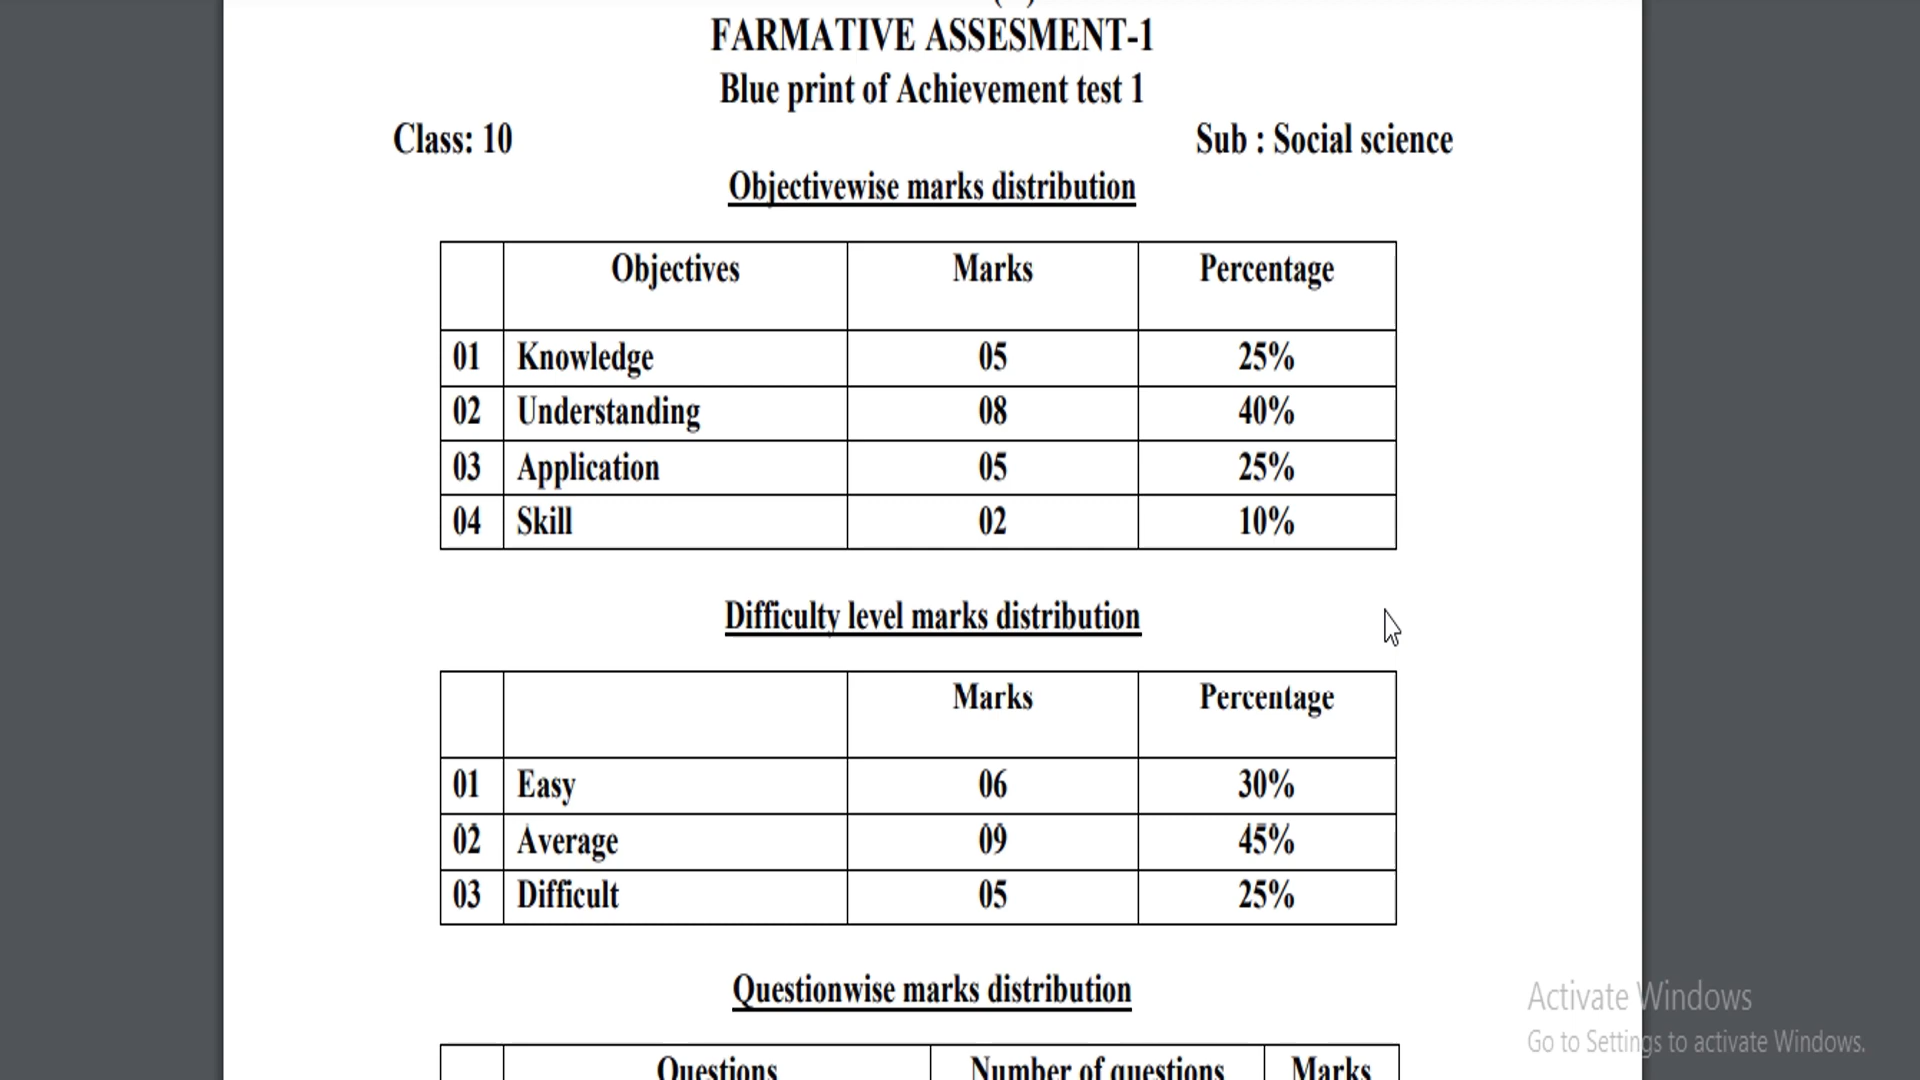 FARMATIVE ASSESMENT-1
Blue print of Achievement test 1
Class: 10 Sub : Social science
Objectivewise marks distribution
Objectives Marks Percentage
01 Knowledge 05 25%
02 Understanding 08 40%
03 Application 05 25%
04 Skill 02 10%
Difficulty level marks distribution
Marks Percentage
01 Easy 06 30%
02 Average 09 45%
03 Difficult 05 25%
Questionwise marks distribution
Questions Number of questions Marks
Activate Windows
Go to Settings to activate Windows.